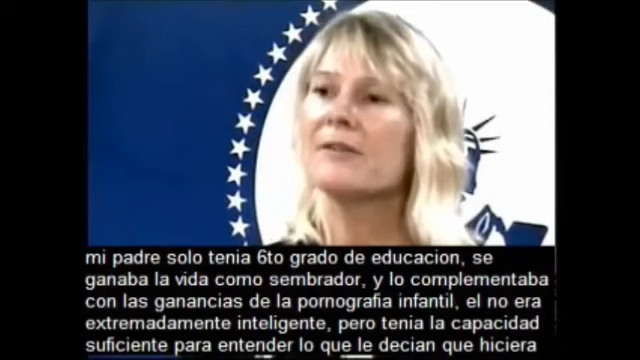 mi padre solo tenia 6to grado de educacion, se
ganaba la vida como sembrador, y lo complementaba
con las ganancias de la pornografia infantil, el no era
extremadamente inteligente, pero tenia la capacidad
suficiente para entender lo que le decian que hiciera